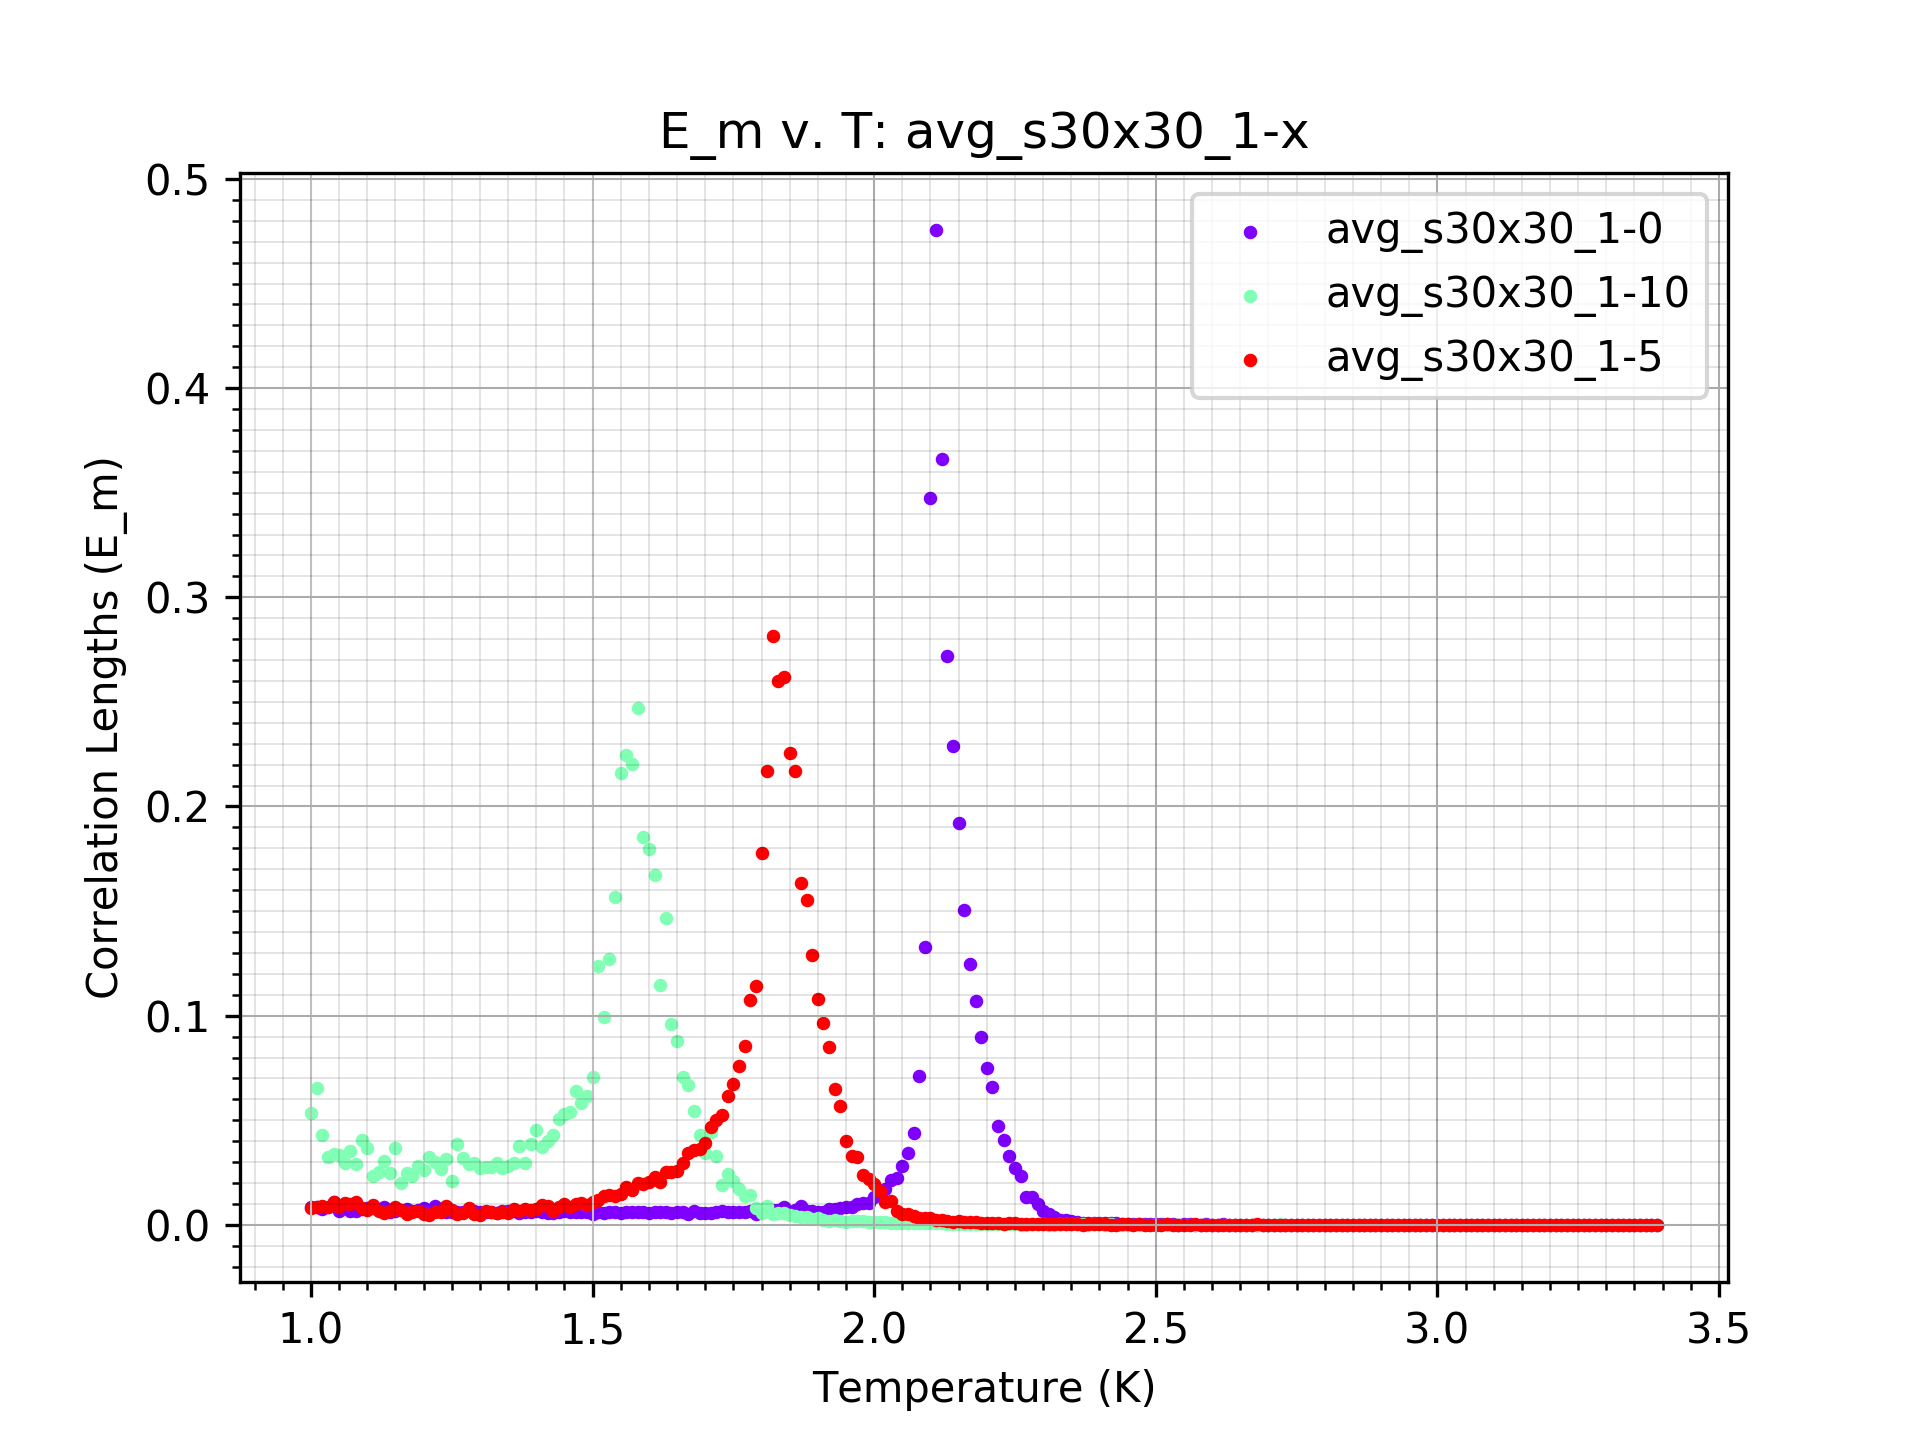 E_m v. T: avg_s30x30_1-x
avg_s30x30_1-0
avg_s30x30_1-10
avg_s30x30_1-5
Correlation Lengths (E_m)
0.5
0.4
0.3
0.2
0.1
0.0
1.0 1.5 2.0 2.5 3.0 3.5
Temperature (K)